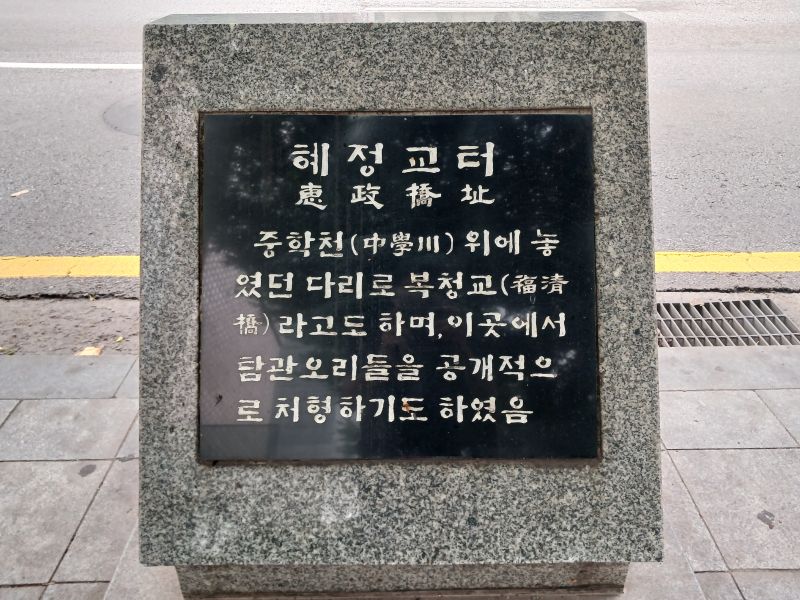 혜정교터
惠政橋址
중학천(中學川) 위에 놓
였던 다리로 복청교(福淸
橋)라고도 하며, 이곳에서
탐관오리들을 공개적으
로 처형하기도 하였음